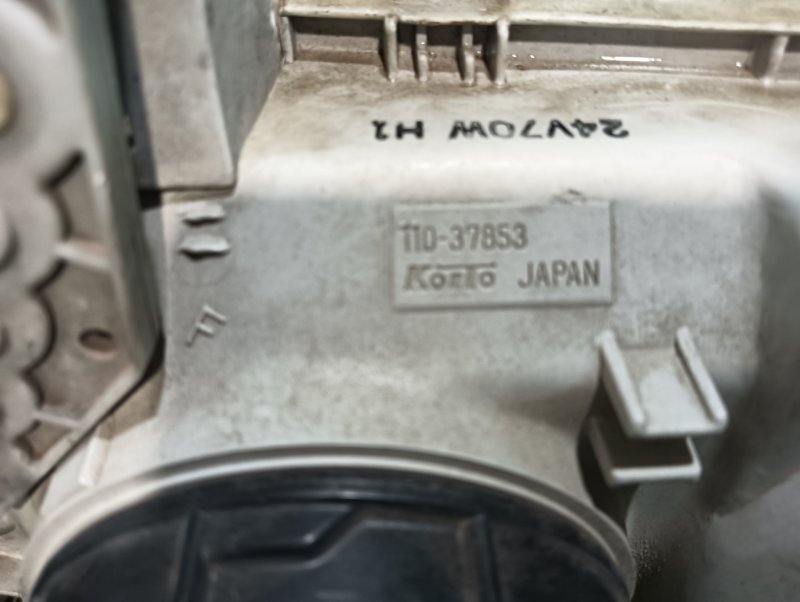 24V70W H1
110-37853
Koito JAPAN
F